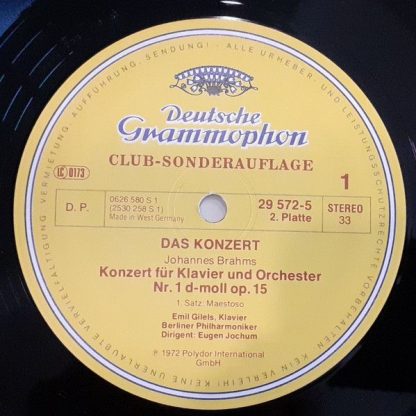 Deutsche
Grammophon
CLUB-SONDERAUFLAGE
LC 0173
1
D. P.
0626 580 S 1
(2530 258 S 1)
Made in West Germany
29 572-5
2. Platte
STEREO
33
DAS KONZERT
Johannes Brahms
Konzert für Klavier und Orchester
Nr. 1 d-moll op. 15
1. Satz: Maestoso
Emil Gilels, Klavier
Berliner Philharmoniker
Dirigent: Eugen Jochum
℗ 1972 Polydor International
GmbH
ALLE URHEBER- UND LEISTUNGSSCHUTZRECHTE VORBEHALTEN · KEIN VERLEIH! KEINE UNERLAUBTE VERVIELFÄLTIGUNG, VERMIETUNG, AUFFÜHRUNG, SENDUNG!